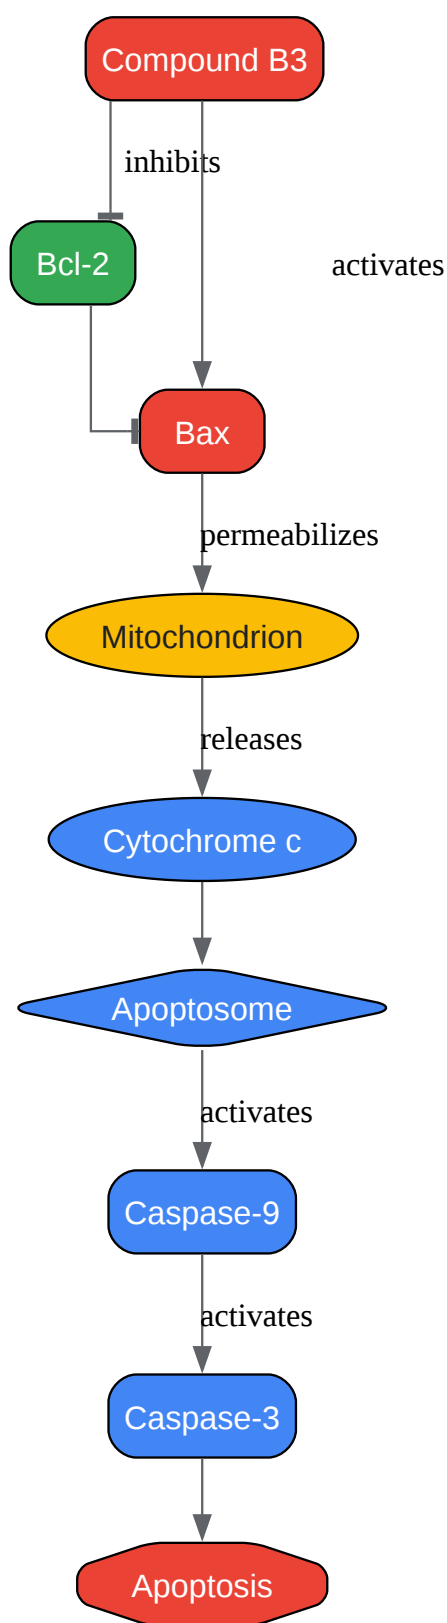 Compound B3
inhibits
Bcl-2
activates
Bax
permeabilizes
Mitochondrion
releases
Cytochrome c
Apoptosome
activates
Caspase-9
activates
Caspase-3
Apoptosis